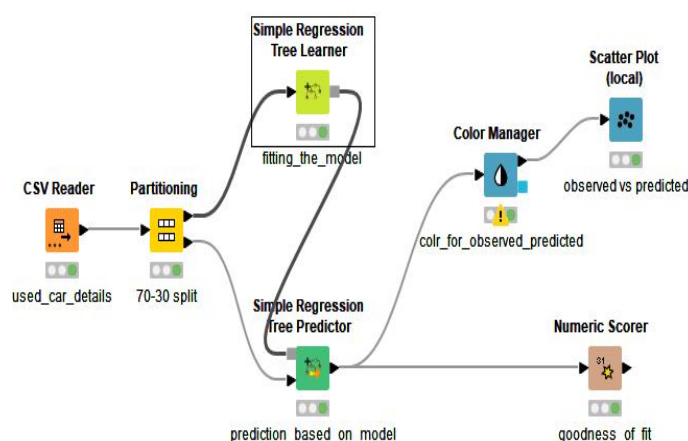 Simple Regression
Tree Learner
fitting_the_model
Scatter Plot
(local)
observed vs predicted
Color Manager
colr_for_observed_predicted
CSV Reader
used_car_details
Partitioning
70-30 split
Simple Regression
Tree Predictor
prediction_based_on_model
Numeric Scorer
goodness_of_fit